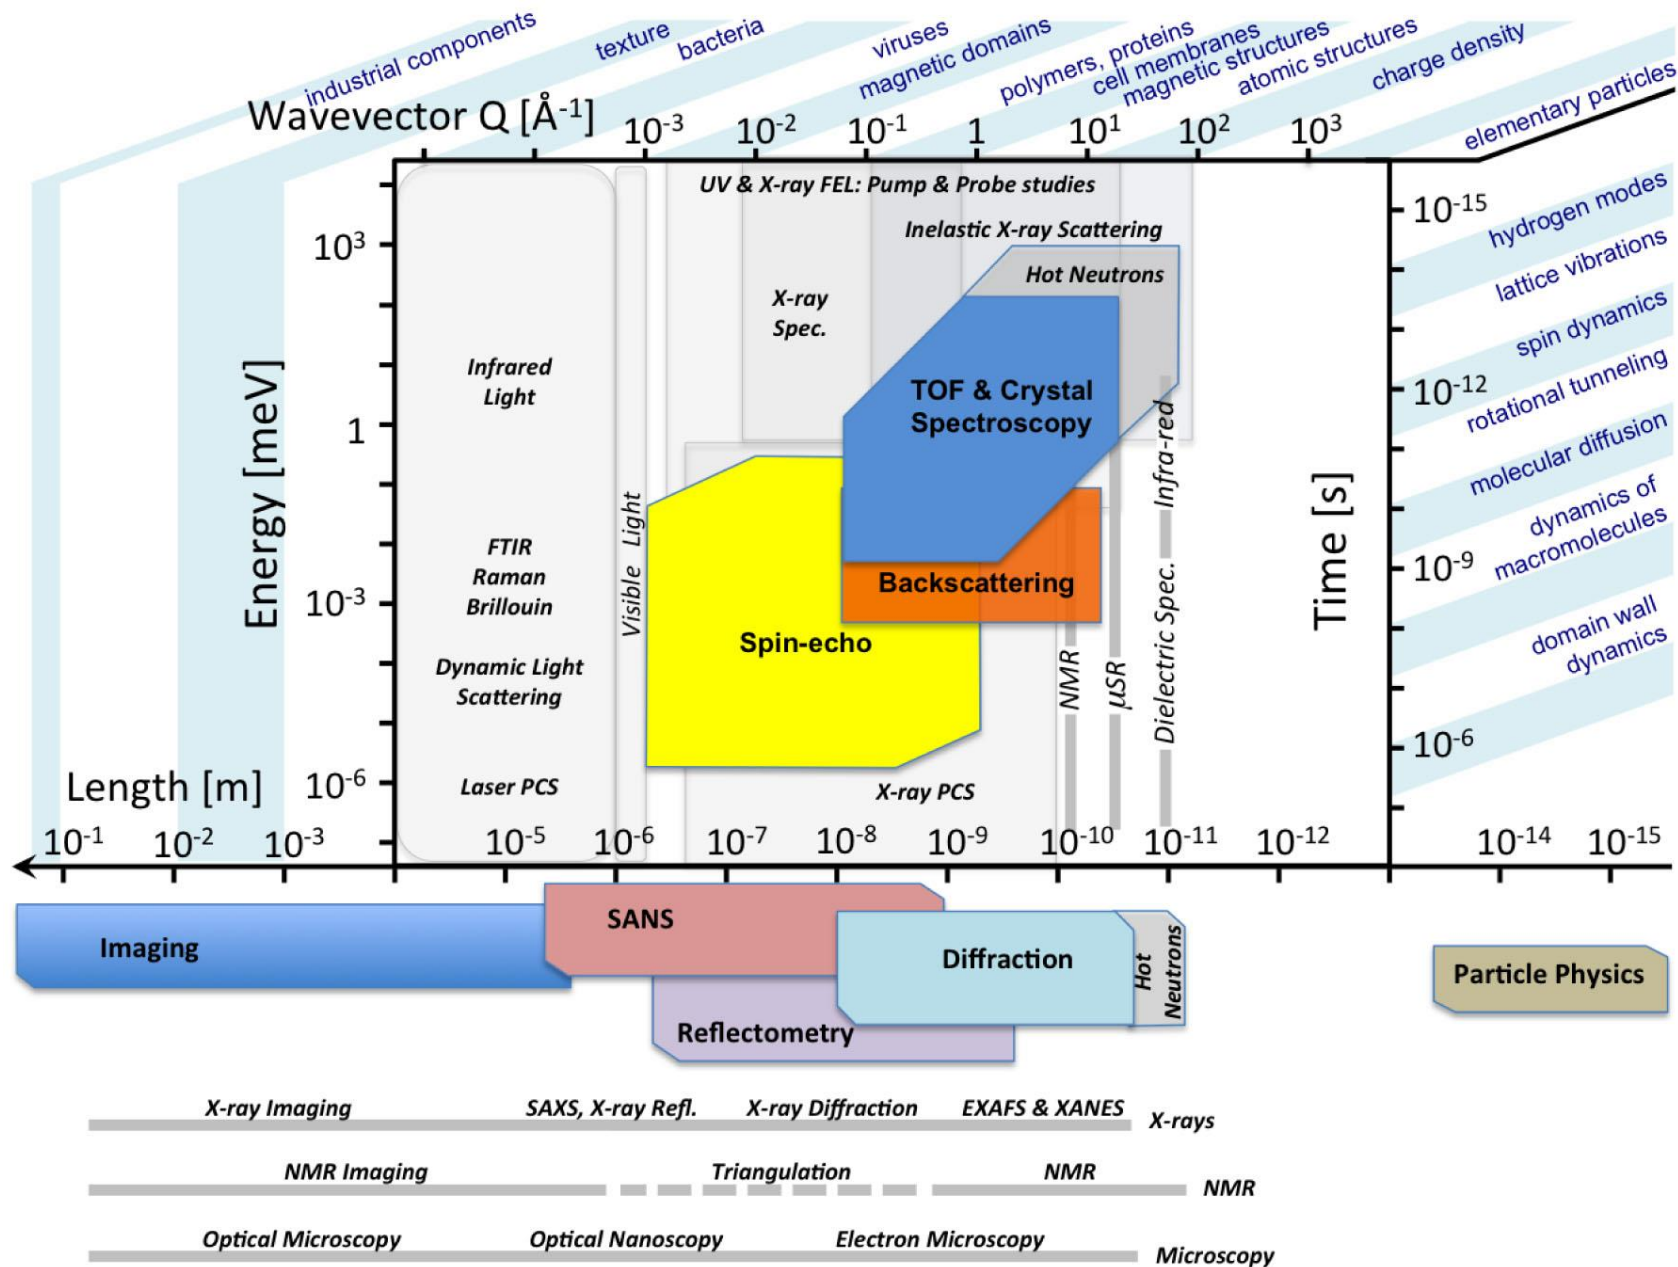 industrial components
texture
bacteria
viruses
magnetic domains
polymers, proteins
cell membranes
magnetic structures
atomic structures
charge density
elementary particles
Wavevector Q [Å-1]
10-3 10-2 10-1 1 101 102 103
UV & X-ray FEL: Pump & Probe studies
Inelastic X-ray Scattering
Hot Neutrons
X-ray
Spec.
Infrared
Light
TOF & Crystal
Spectroscopy
FTIR
Raman
Brillouin
Visible Light
Backscattering
Spin-echo
Dynamic Light
Scattering
Laser PCS
X-ray PCS
NMR
µSR
Dielectric Spec. Infra-red
Energy [meV]
103
1
10-3
10-6
Time [s]
10-15
10-12
10-9
10-6
hydrogen modes
lattice vibrations
spin dynamics
rotational tunneling
molecular diffusion
dynamics of
macromolecules
domain wall
dynamics
Length [m]
10-1 10-2 10-3 10-5 10-6 10-7 10-8 10-9 10-10 10-11 10-12 10-14 10-15
Imaging
SANS
Diffraction
Hot
Neutrons
Particle Physics
Reflectometry
X-ray Imaging SAXS, X-ray Refl. X-ray Diffraction EXAFS & XANES X-rays
NMR Imaging Triangulation NMR NMR
Optical Microscopy Optical Nanoscopy Electron Microscopy Microscopy